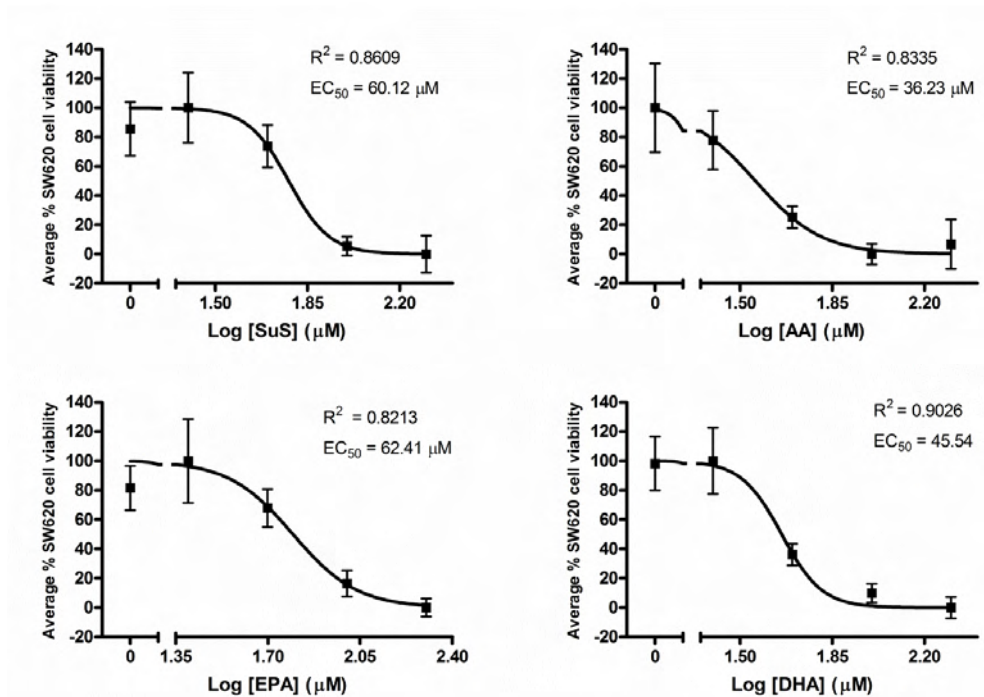 R² = 0.8609
EC₅₀ = 60.12 μM
Average % SW620 cell viability
140
120
100
80
60
40
20
0
-20
0 1.50 1.85 2.20
Log [SuS] (μM)
R² = 0.8335
EC₅₀ = 36.23 μM
Average % SW620 cell viability
140
120
100
80
60
40
20
0
-20
0 1.50 1.85 2.20
Log [AA] (μM)
R² = 0.8213
EC₅₀ = 62.41 μM
Average % SW620 cell viability
140
120
100
80
60
40
20
0
-20
0 1.35 1.70 2.05 2.40
Log [EPA] (μM)
R² = 0.9026
EC₅₀ = 45.54
Average % SW620 cell viability
140
120
100
80
60
40
20
0
-20
0 1.50 1.85 2.20
Log [DHA] (μM)